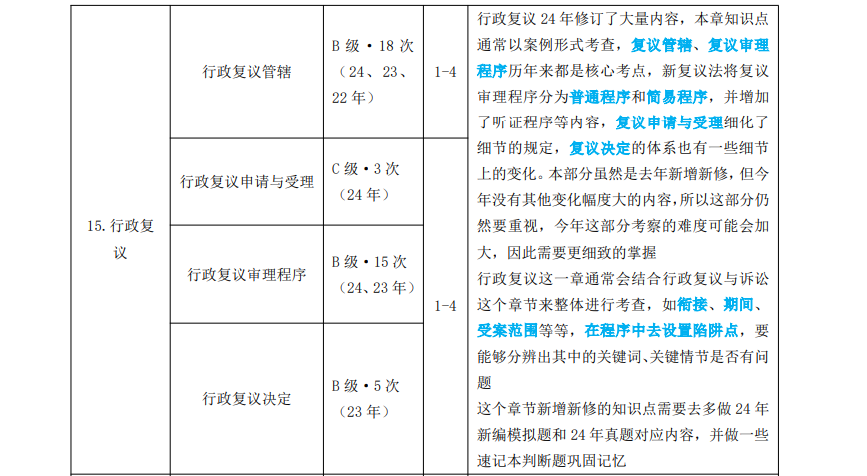 15.行政复
议
行政复议管辖
B 级·18 次
（24、23、
22 年）
1-4
行政复议申请与受理
C 级·3 次
（24 年）
行政复议审理程序
B 级·15 次
（24、23 年）
1-4
行政复议决定
B 级·5 次
（23 年）
行政复议 24 年修订了大量内容，本章知识点
通常以案例形式考查，复议管辖、复议审理
程序历年来都是核心考点，新复议法将复议
审理程序分为普通程序和简易程序，并增加
了听证程序等内容，复议申请与受理细化了
细节的规定，复议决定的体系也有一些细节
上的变化。本部分虽然是去年新增新修，但今
年没有其他变化幅度大的内容，所以这部分仍
然要重视，今年这部分考察的难度可能会加
大，因此需要更细致的掌握
行政复议这一章通常会结合行政复议与诉讼
这个章节来整体进行考查，如衔接、期间、
受案范围等等，在程序中去设置陷阱点，要
能够分辨出其中的关键词、关键情节是否有问
题
这个章节新增新修的知识点需要去多做 24 年
新编模拟题和 24 年真题对应内容，并做一些
速记本判断题巩固记忆